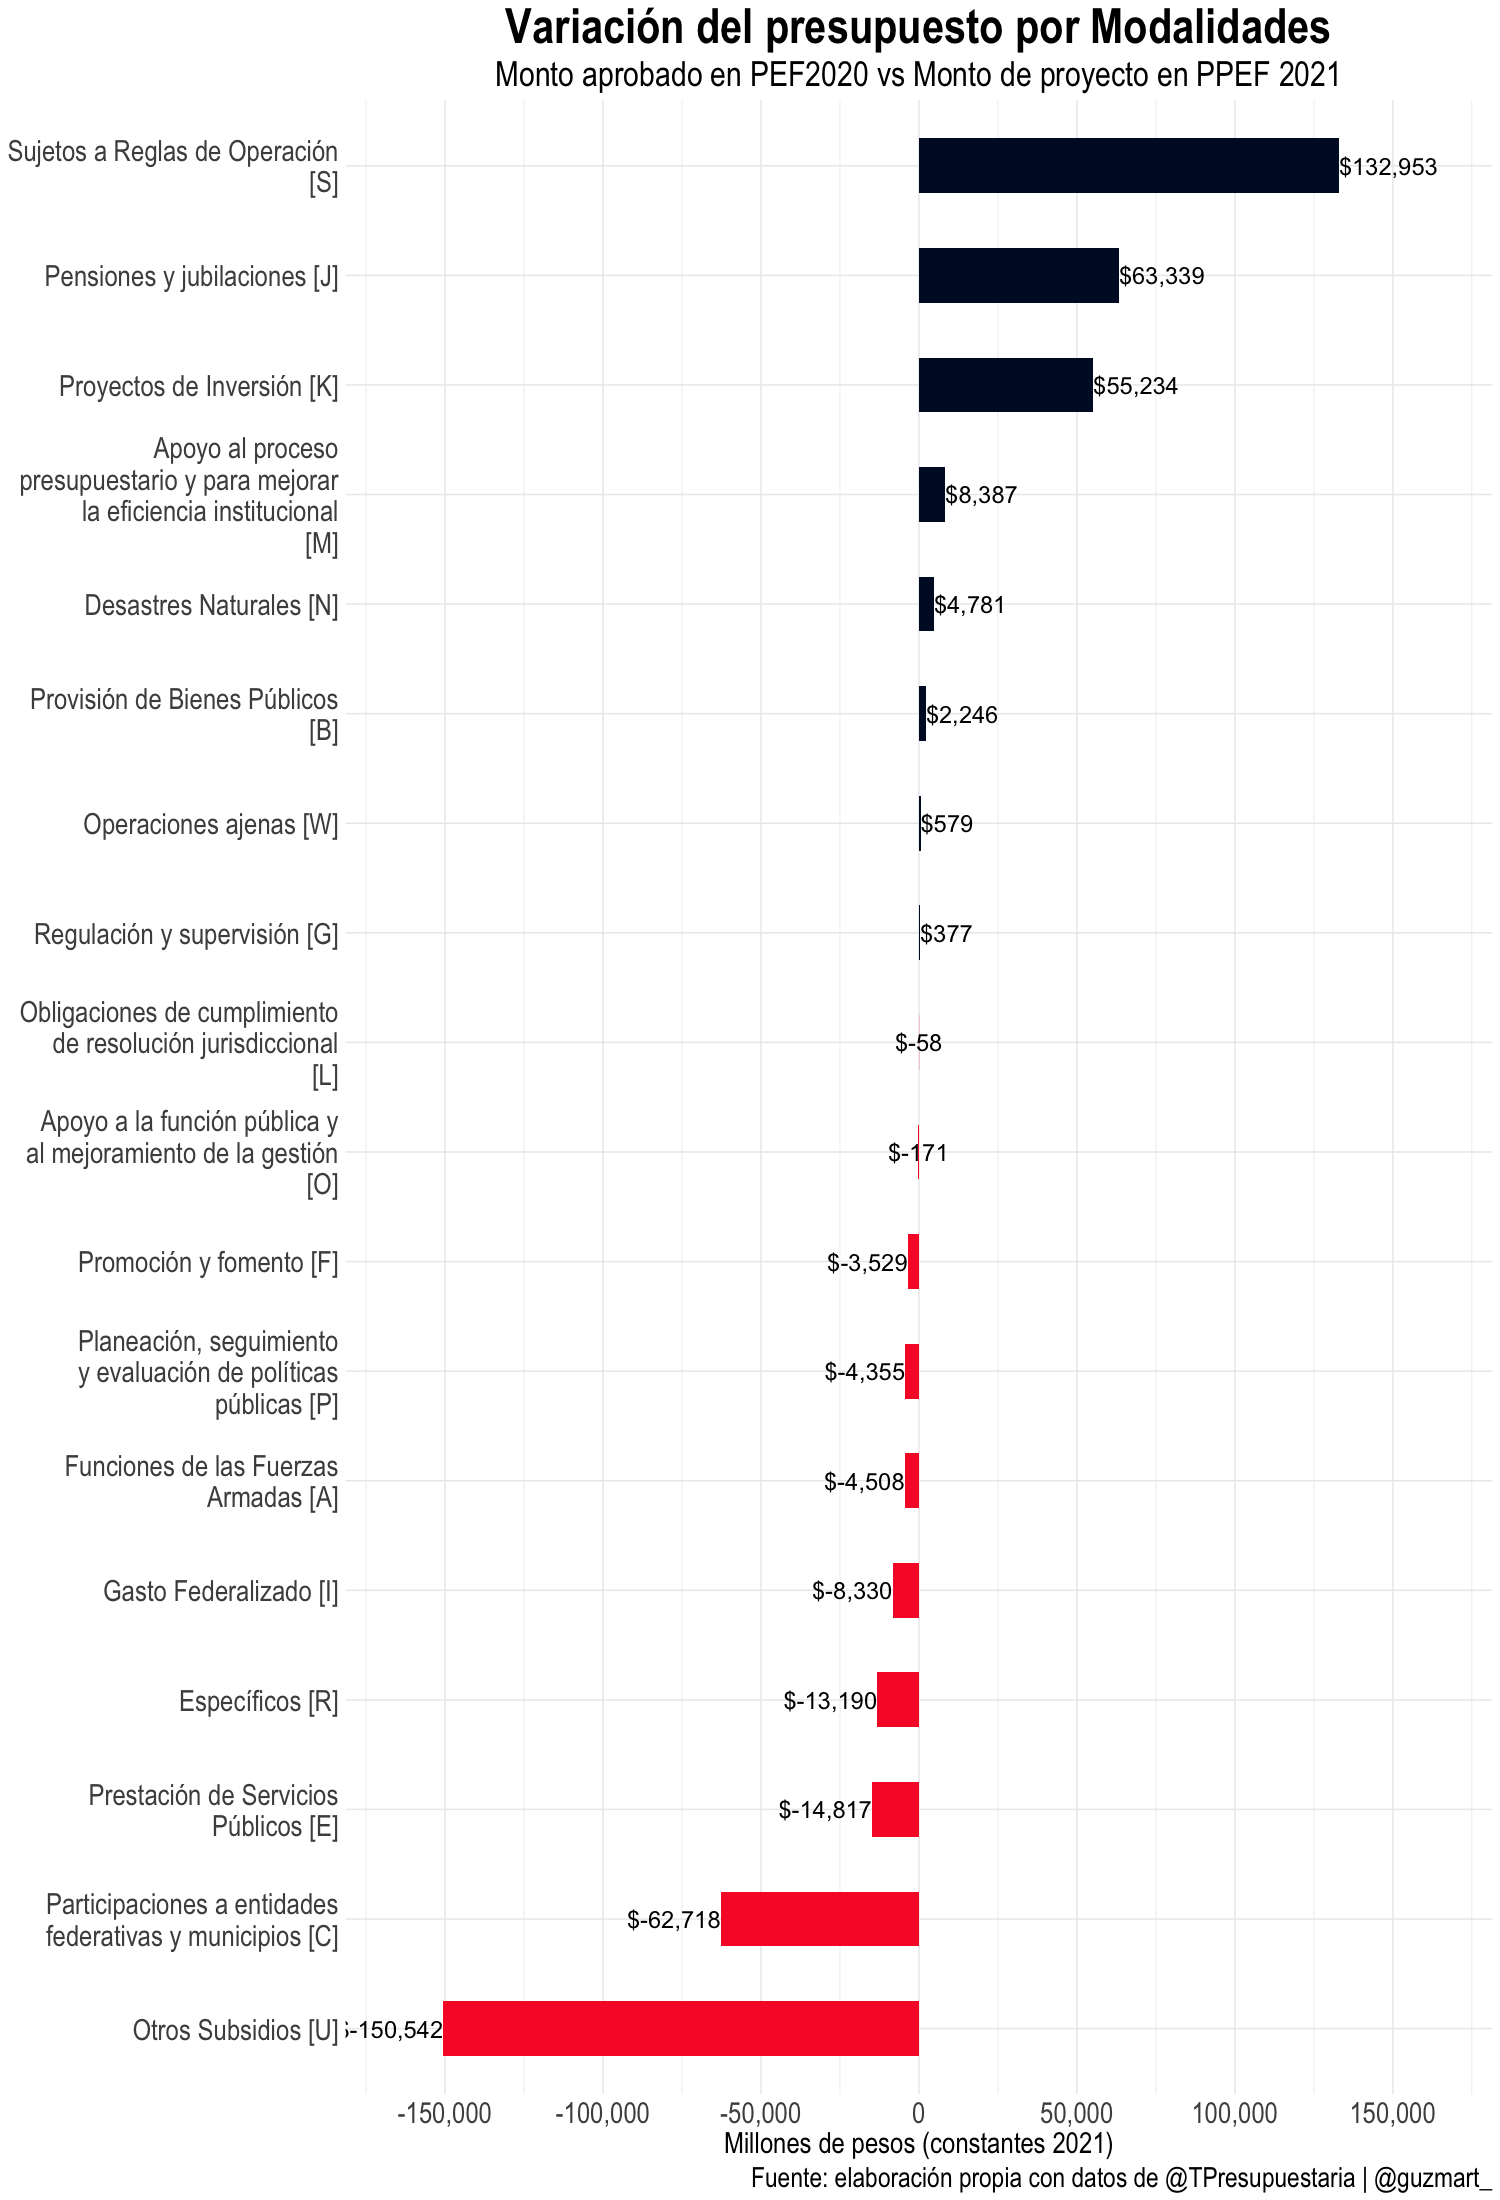 Variación del presupuesto por Modalidades
Monto aprobado en PEF2020 vs Monto de proyecto en PPEF 2021
Sujetos a Reglas de Operación
[S]
$132,953
Pensiones y jubilaciones [J]
$63,339
Proyectos de Inversión [K]
$55,234
Apoyo al proceso
presupuestario y para mejorar
la eficiencia institucional
[M]
$8,387
Desastres Naturales [N]
$4,781
Provisión de Bienes Públicos
[B]
$2,246
Operaciones ajenas [W]
$579
Regulación y supervisión [G]
$377
Obligaciones de cumplimiento
de resolución jurisdiccional
[L]
$-58
Apoyo a la función pública y
al mejoramiento de la gestión
[O]
$-171
Promoción y fomento [F]
$-3,529
Planeación, seguimiento
y evaluación de políticas
públicas [P]
$-4,355
Funciones de las Fuerzas
Armadas [A]
$-4,508
Gasto Federalizado [I]
$-8,330
Específicos [R]
$-13,190
Prestación de Servicios
Públicos [E]
$-14,817
Participaciones a entidades
federativas y municipios [C]
$-62,718
Otros Subsidios [U]
$-150,542
-150,000 -100,000 -50,000 0 50,000 100,000 150,000
Millones de pesos (constantes 2021)
Fuente: elaboración propia con datos de @TPresupuestaria | @guzmart_